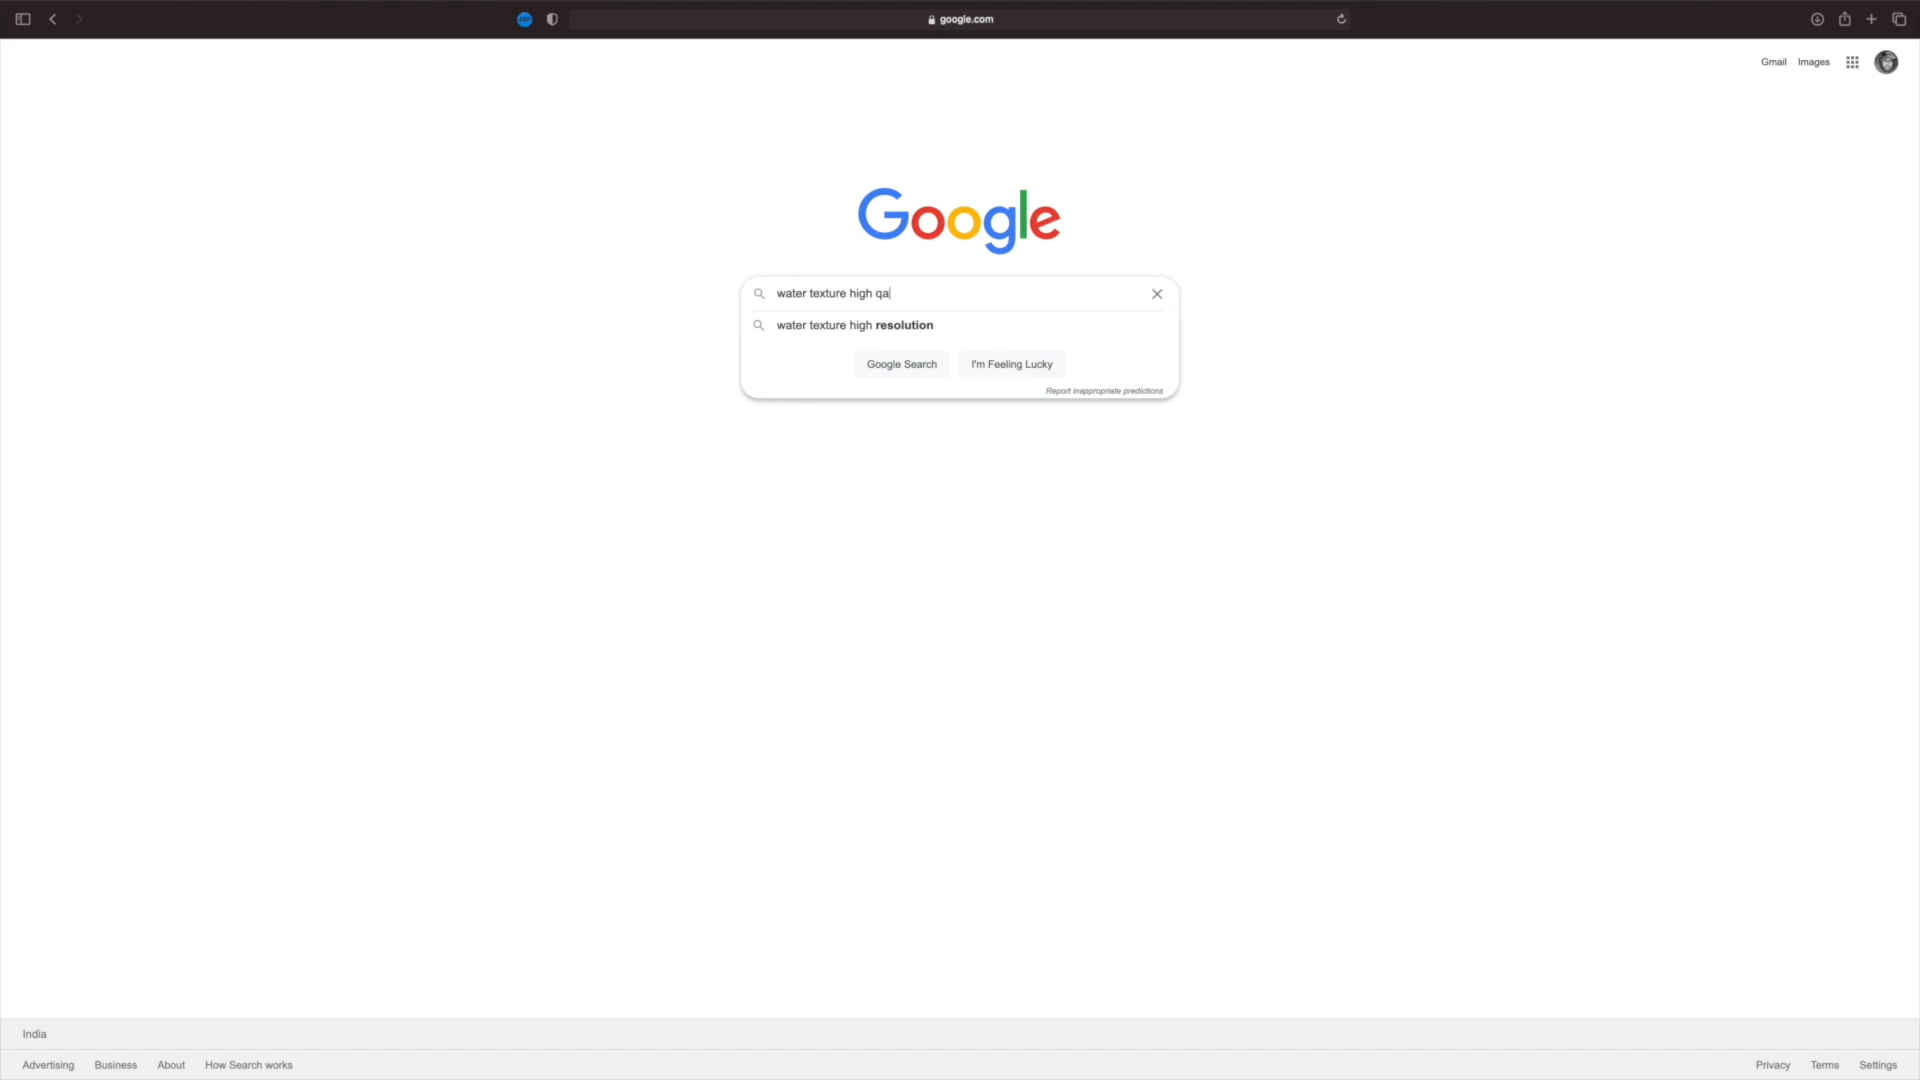 ABP
google.com
Gmail Images
Google
water texture high qa
water texture high resolution
Google Search I'm Feeling Lucky
Report inappropriate predictions
India
Advertising Business About How Search works Privacy Terms Settings